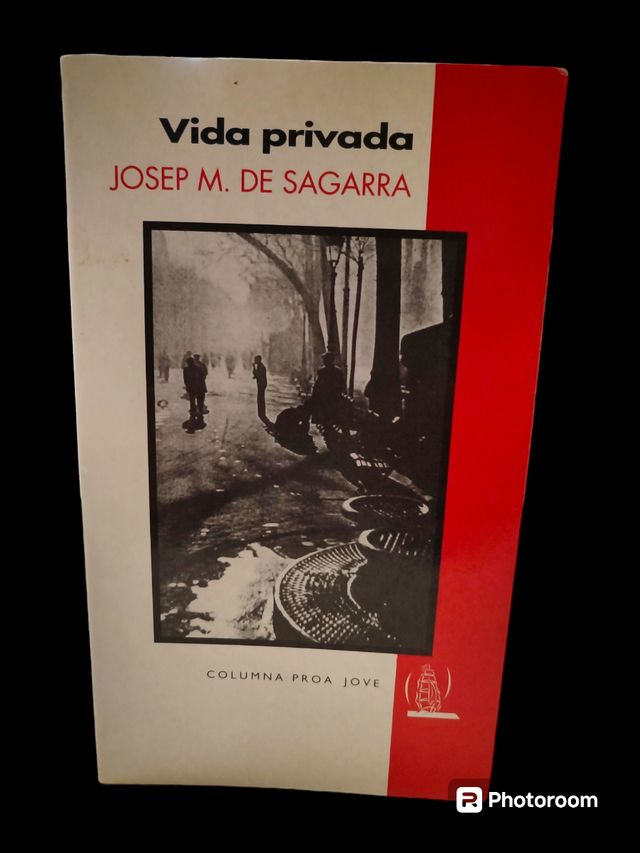 Vida privada
JOSEP M. DE SAGARRA
COLUMNA PROA JOVE
Photoroom